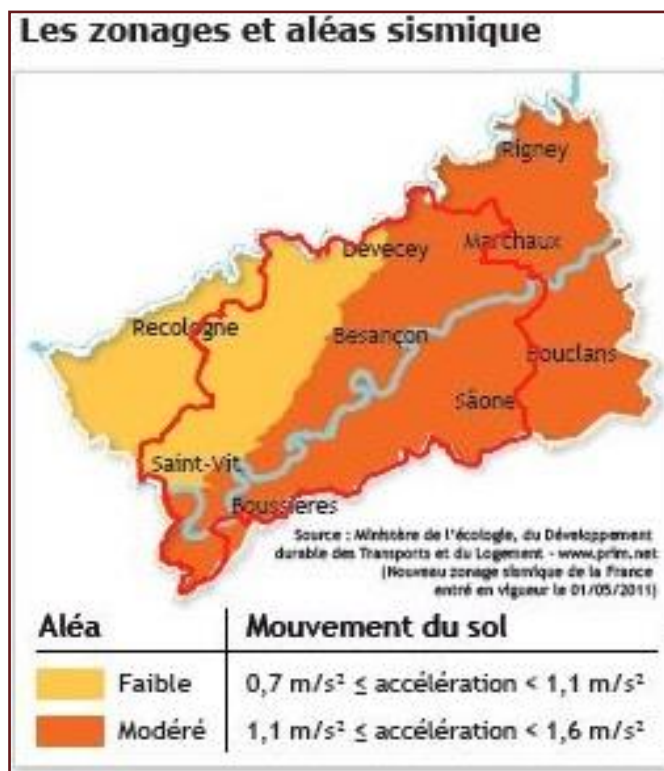 Les zonages et aléas sismique
Rigney
Dévecey
Marchaux
Recologne
Besançon
Bouclans
Sâone
Saint-Vit
Boussières
Source : Ministère de l'écologie, du Développement
durable des Transports et du Logement - www.prim.net
(Nouveau zonage sismique de la France
entré en vigueur le 01/05/2011)
Aléa Mouvement du sol
Faible 0,7 m/s² ≤ accélération < 1,1 m/s²
Modéré 1,1 m/s² ≤ accélération < 1,6 m/s²